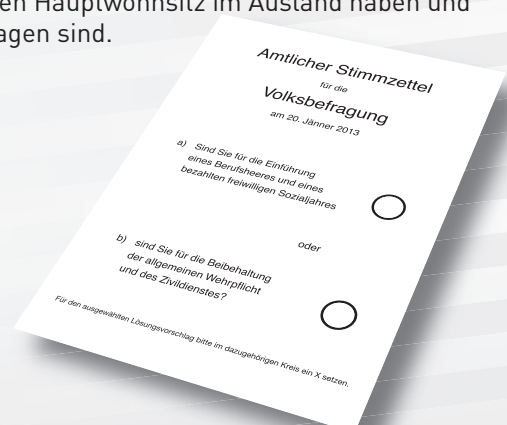 en Hauptwohnsitz im Ausland haben und
agen sind.
Amtlicher Stimmzettel
für die
Volksbefragung
am 20. Jänner 2013
a) Sind Sie für die Einführung
eines Berufsheeres und eines
bezahlten freiwilligen Sozialjahres
oder
b) sind Sie für die Beibehaltung
der allgemeinen Wehrpflicht
und des Zivildienstes?
Für den ausgewählten Lösungsvorschlag bitte im dazugehörigen Kreis ein X setzen.